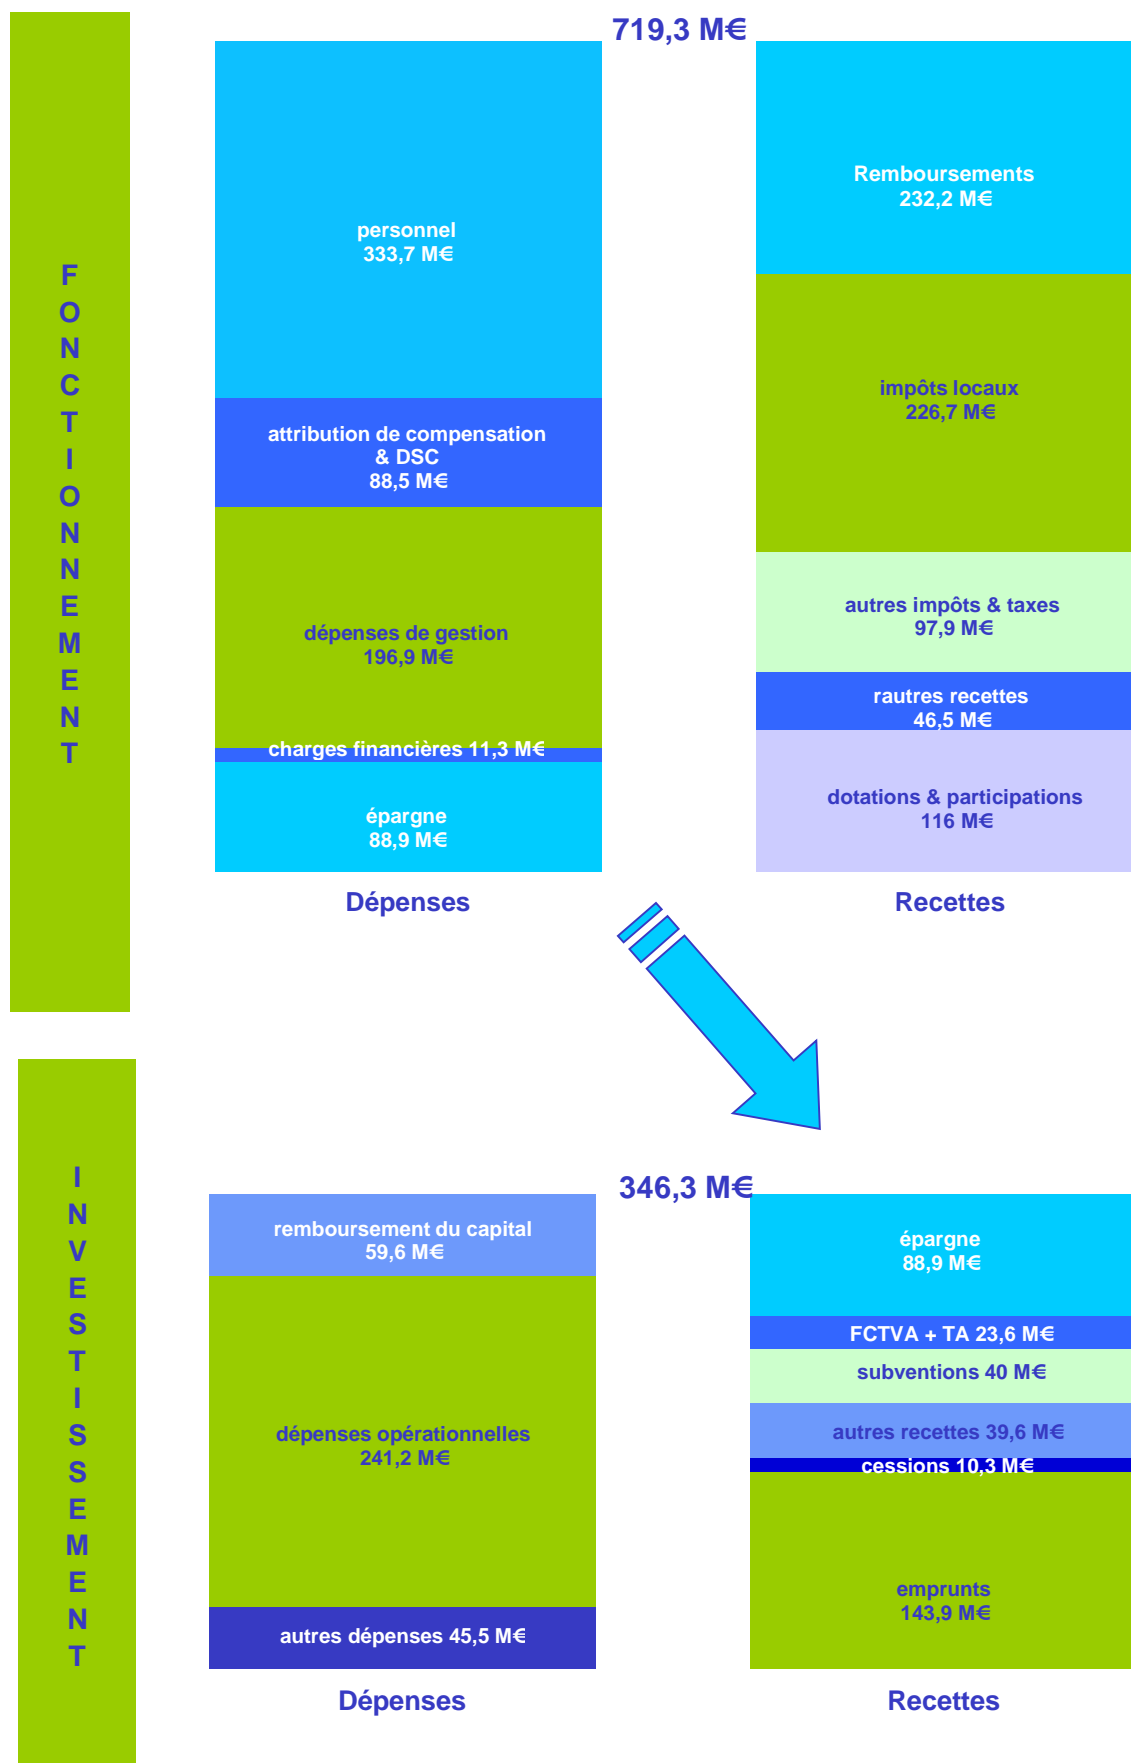 FONCTIONNEMENT
719,3 M€
personnel
333,7 M€
attribution de compensation
& DSC
88,5 M€
dépenses de gestion
196,9 M€
charges financières 11,3 M€
épargne
88,9 M€
Dépenses
Remboursements
232,2 M€
impôts locaux
226,7 M€
autres impôts & taxes
97,9 M€
rautres recettes
46,5 M€
dotations & participations
116 M€
Recettes
INVESTISSEMENT
346,3 M€
remboursement du capital
59,6 M€
dépenses opérationnelles
241,2 M€
autres dépenses 45,5 M€
Dépenses
épargne
88,9 M€
FCTVA + TA 23,6 M€
subventions 40 M€
autres recettes 39,6 M€
cessions 10,3 M€
emprunts
143,9 M€
Recettes